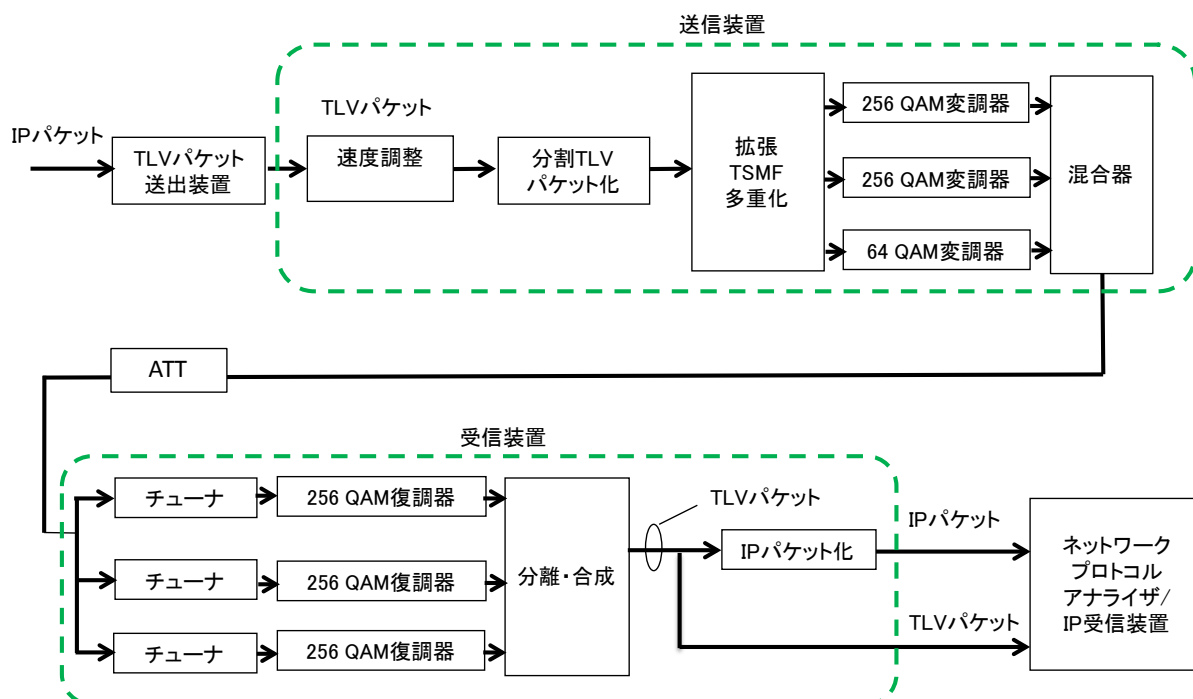 送信装置
IPパケット
TLVパケット
送出装置
TLVパケット
速度調整
分割TLV
パケット化
拡張
TSMF
多重化
256 QAM変調器
256 QAM変調器
64 QAM変調器
混合器
ATT
受信装置
チューナ
256 QAM復調器
チューナ
256 QAM復調器
チューナ
256 QAM復調器
分離・合成
TLVパケット
IPパケット化
IPパケット
TLVパケット
ネットワーク
プロトコル
アナライザ/
IP受信装置